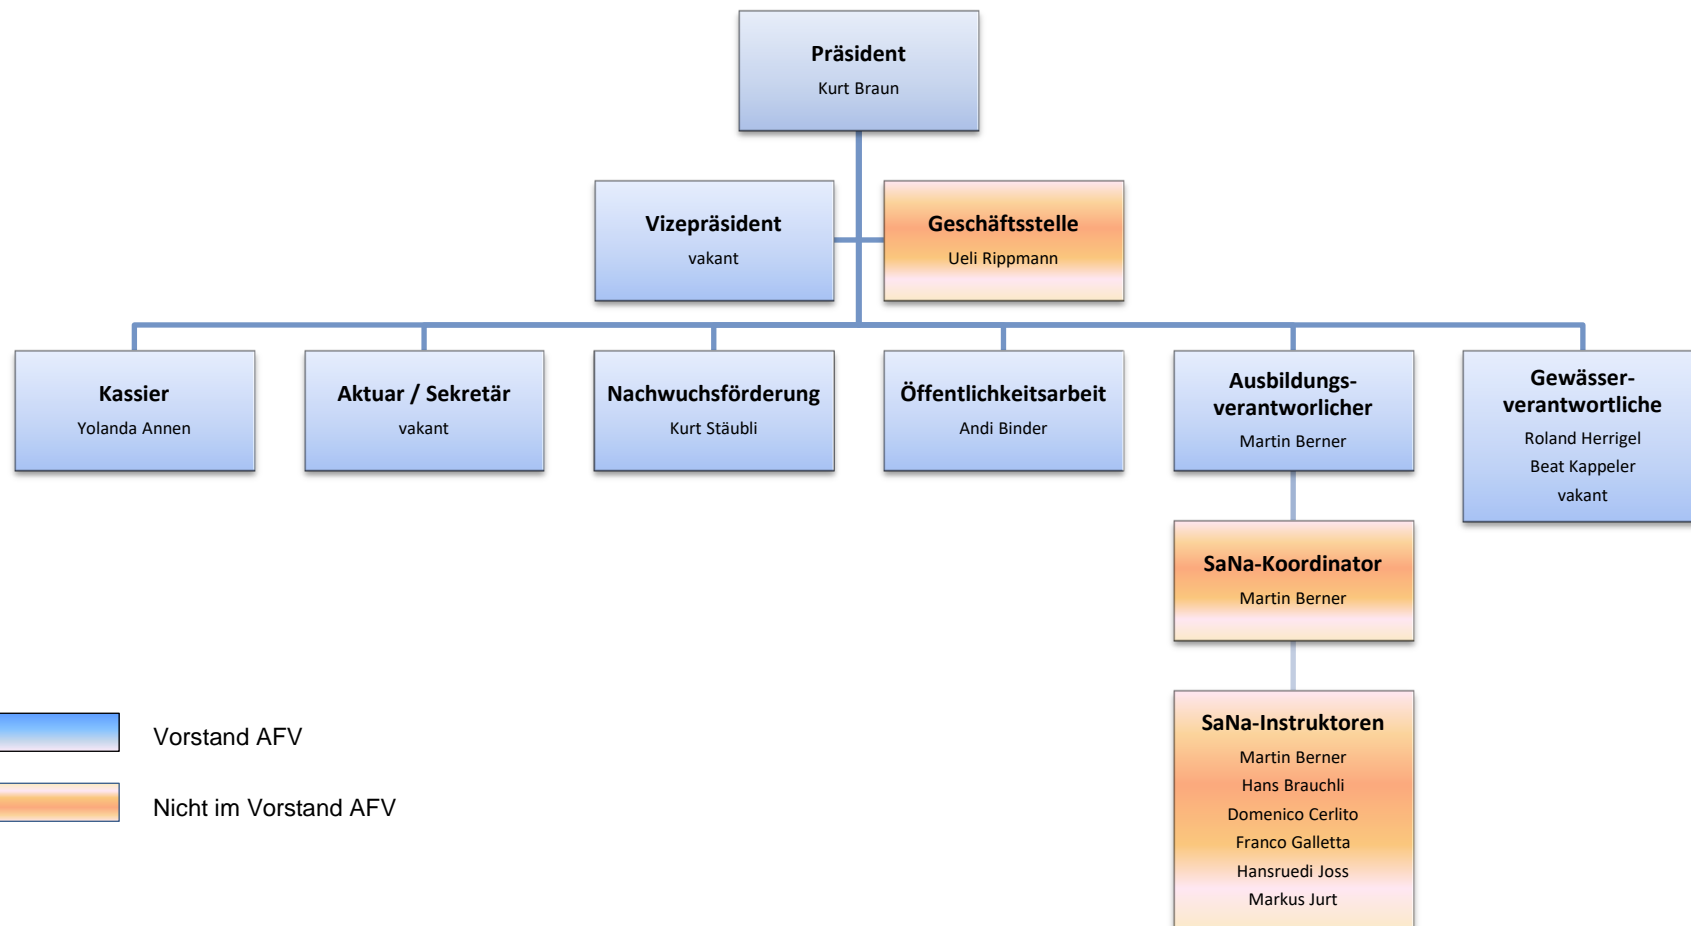 Präsident
Kurt Braun
Vizepräsident
vakant
Geschäftsstelle
Ueli Rippmann
Kassier
Yolanda Annen
Aktuar / Sekretär
vakant
Nachwuchsförderung
Kurt Stäubli
Öffentlichkeitsarbeit
Andi Binder
Ausbildungs-
verantworlicher
Martin Berner
Gewässer-
verantwortliche
Roland Herrigel
Beat Kappeler
vakant
SaNa-Koordinator
Martin Berner
SaNa-Instruktoren
Martin Berner
Hans Brauchli
Domenico Cerlito
Franco Galletta
Hansruedi Joss
Markus Jurt
Vorstand AFV
Nicht im Vorstand AFV